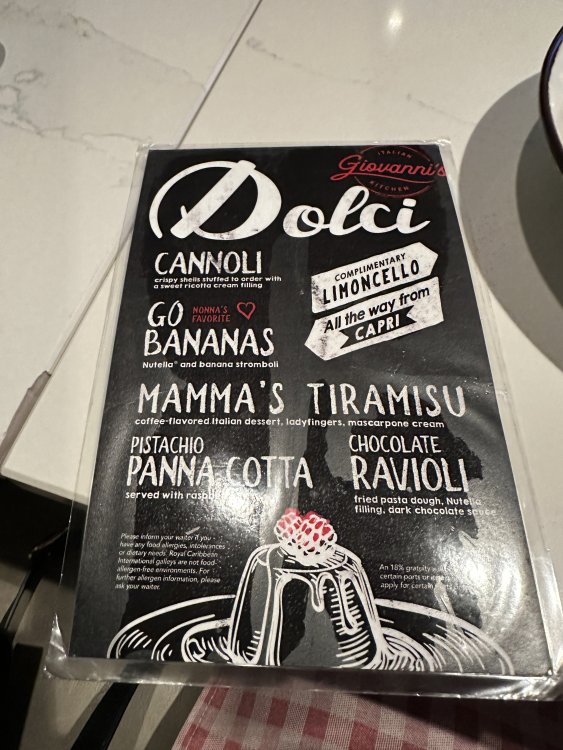 ITALIAN
Giovanni's
KITCHEN
Dolci
CANNOLI
crispy shells stuffed to order with
a sweet ricotta cream filling
COMPLIMENTARY
LIMONCELLO
All the way from
CAPRI
GO
BANANAS
NONNA'S
FAVORITE
Nutella® and banana stromboli
MAMMA'S TIRAMISU
coffee-flavored Italian dessert, ladyfingers, mascarpone cream
PISTACHIO
PANNA COTTA
served with
CHOCOLATE
RAVIOLI
fried pasta dough, Nutella
filling, dark chocolate sauce
Please inform your waiter if you
have any food allergies, intolerances
or dietary needs. Royal Caribbean
International galleys are not food-
allergen-free environments. For
further allergen information, please
ask your waiter.
An 18% gratuity
certain ports or
apply for certain